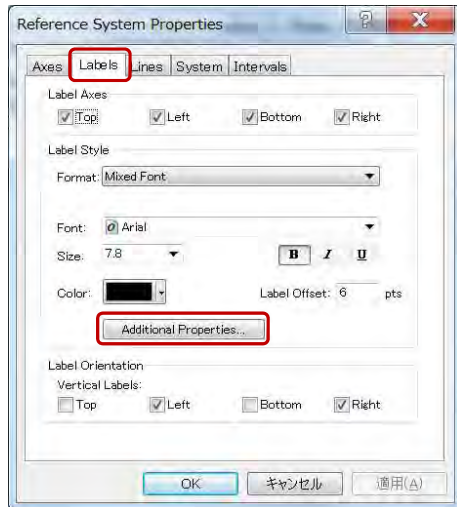 Reference System Properties
Axes Labels Lines System Intervals
Label Axes
Top Left Bottom Right
Label Style
Format: Mixed Font
Font: Arial
Size: 7.8 B I U
Color: Label Offset: 6 pts
Additional Properties...
Label Orientation
Vertical Labels:
Top Left Bottom Right
OK キャンセル 適用(A)